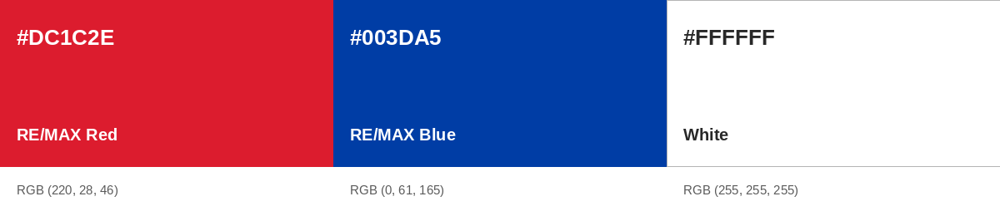 #DC1C2E
#003DA5
#FFFFFF
RE/MAX Red
RE/MAX Blue
White
RGB (220, 28, 46)
RGB (0, 61, 165)
RGB (255, 255, 255)